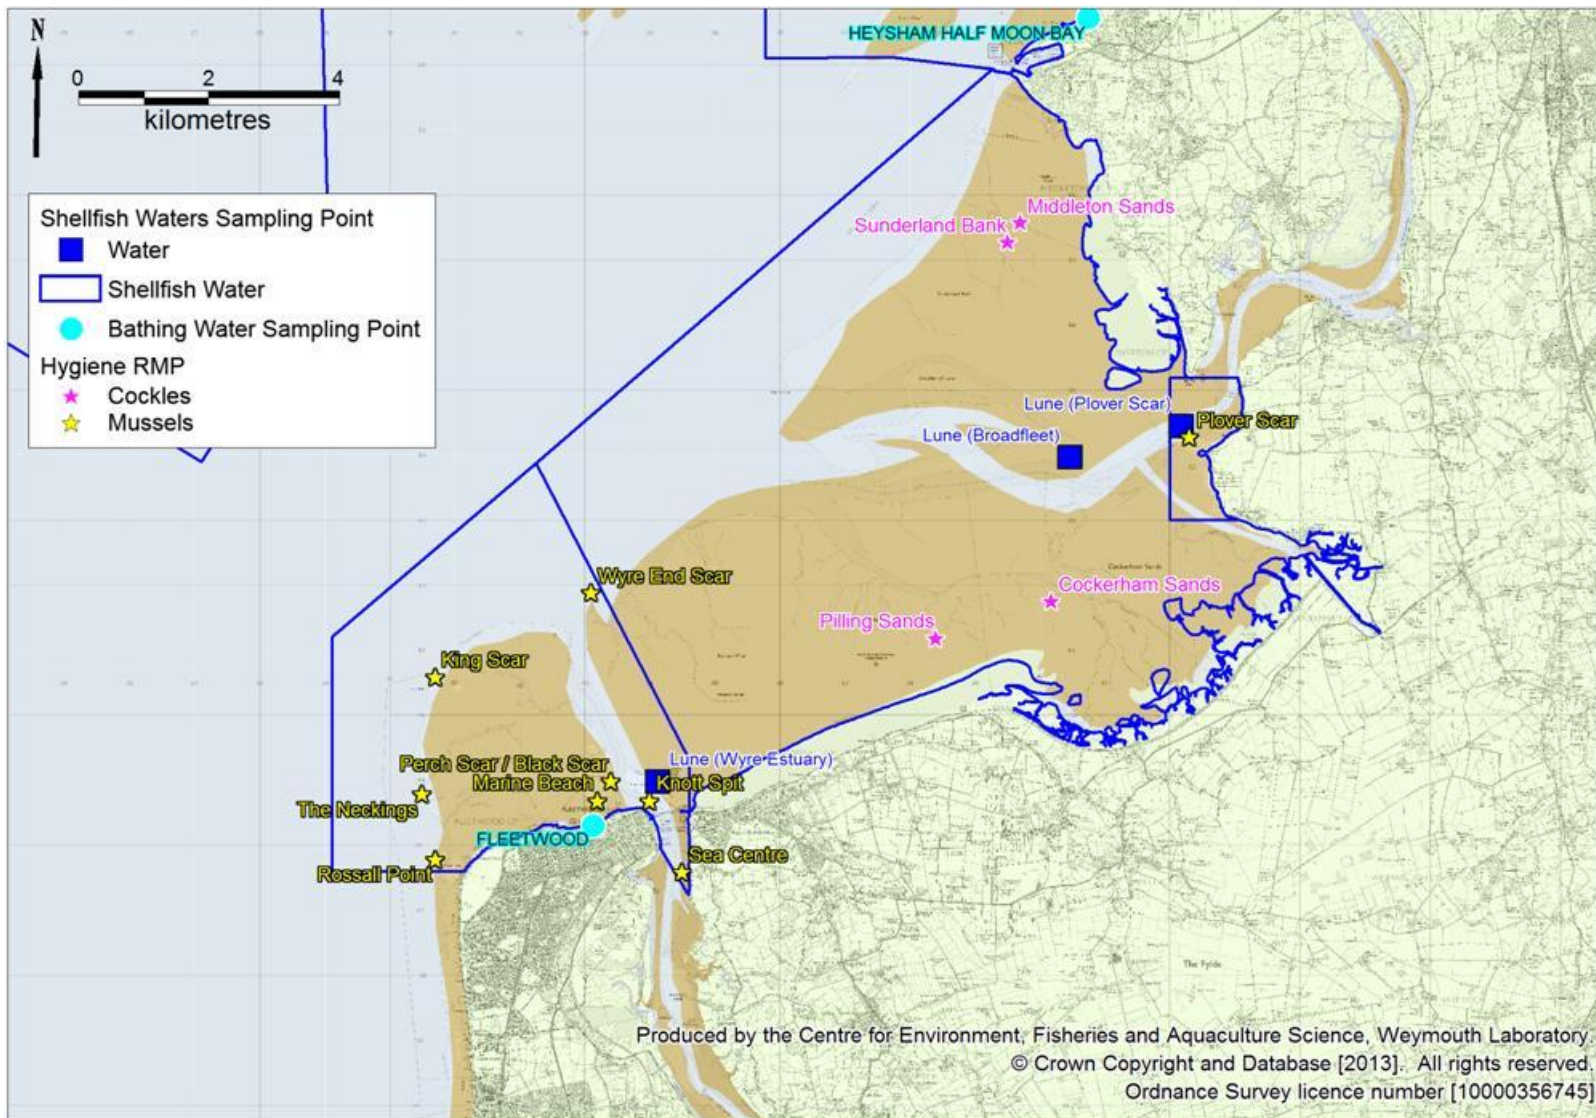 HEYSHAM HALF MOON BAY
N
0 2 4
kilometres
Shellfish Waters Sampling Point
Water
Shellfish Water
Bathing Water Sampling Point
Hygiene RMP
Cockles
Mussels
Middleton Sands
Sunderland Bank
Lune (Plover Scar)
Plover Scar
Lune (Broadfleet)
Wyre End Scar
Cockerham Sands
Cockerham Sands
Pilling Sands
King Scar
Perch Scar / Black Scar
Lune (Wyre Estuary)
Marine Beach
Knott Spit
The Neckings
FLEETWOOD
Sea Centre
Rossall Point
The Fylde
Produced by the Centre for Environment, Fisheries and Aquaculture Science, Weymouth Laboratory.
© Crown Copyright and Database [2013]. All rights reserved.
Ordnance Survey licence number [10000356745]